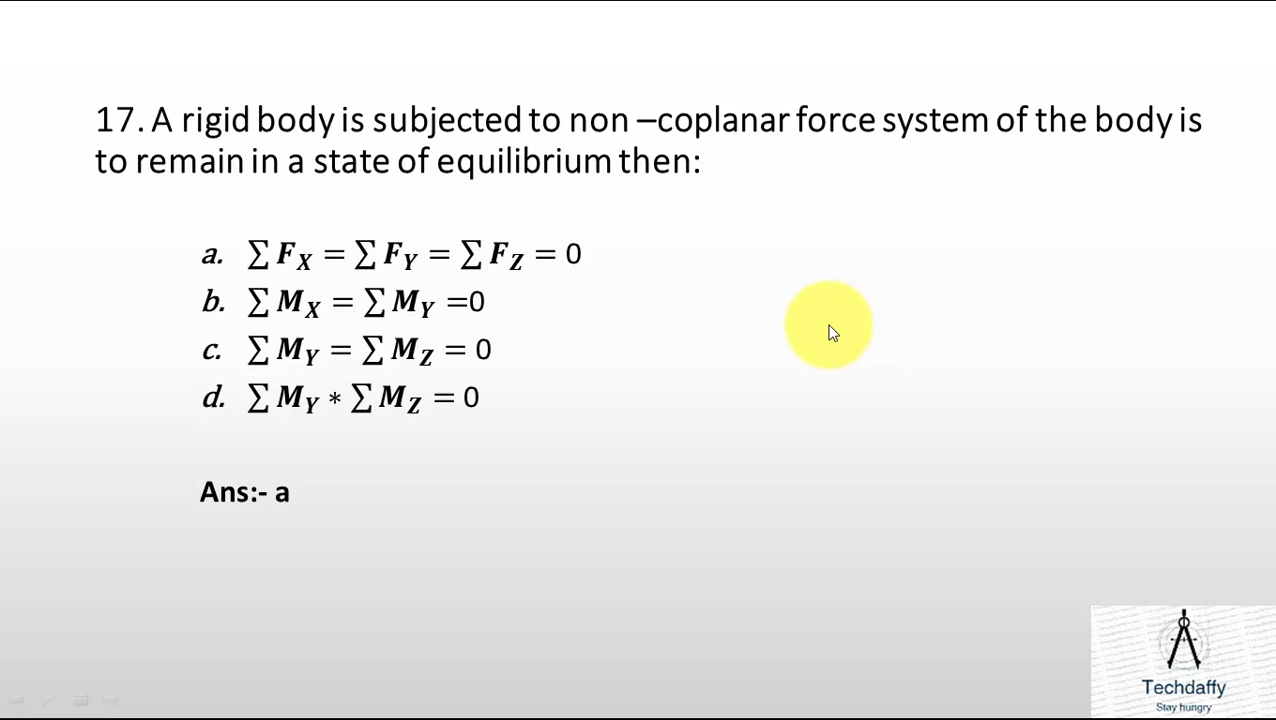 17. A rigid body is subjected to non –coplanar force system of the body is
to remain in a state of equilibrium then:
a. ∑ F_X = ∑ F_Y = ∑ F_Z = 0
b. ∑ M_X = ∑ M_Y =0
c. ∑ M_Y = ∑ M_Z = 0
d. ∑ M_Y * ∑ M_Z = 0
Ans:- a
Techdaffy
Stay hungry